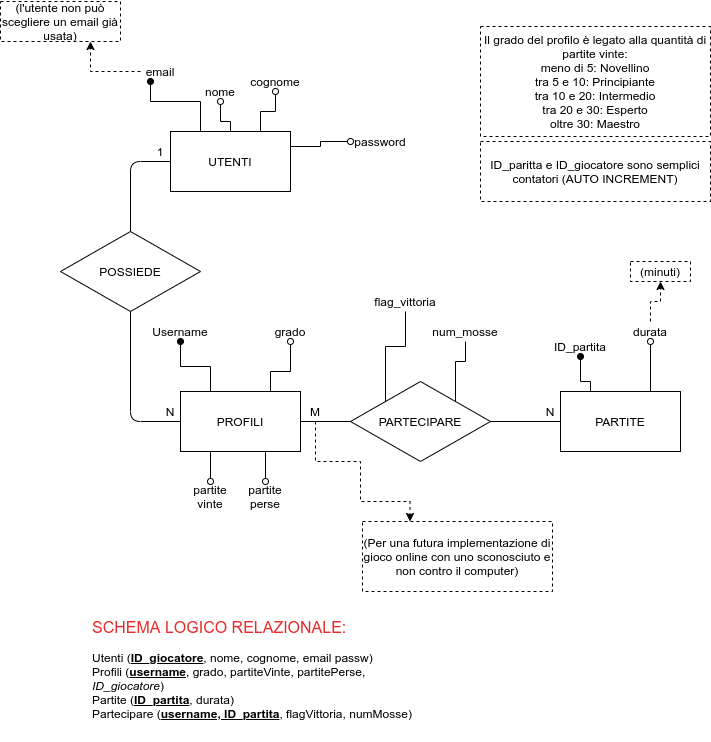 (l'utente non può
scegliere un email già
usata)
email
nome
cognome
password
UTENTI
1
Il grado del profilo è legato alla quantità di
partite vinte:
meno di 5: Novellino
tra 5 e 10: Principiante
tra 10 e 20: Intermedio
tra 20 e 30: Esperto
oltre 30: Maestro
ID_paritta e ID_giocatore sono semplici
contatori (AUTO INCREMENT)
POSSIEDE
(minuti)
flag_vittoria
Username
grado
num_mosse
durata
ID_partita
N
PROFILI
M
PARTECIPARE
N
PARTITE
partite
vinte
partite
perse
(Per una futura implementazione di
gioco online con uno sconosciuto e
non contro il computer)
SCHEMA LOGICO RELAZIONALE:
Utenti (ID_giocatore, nome, cognome, email passw)
Profili (username, grado, partiteVinte, partitePerse,
ID_giocatore)
Partite (ID_partita, durata)
Partecipare (username, ID_partita, flagVittoria, numMosse)